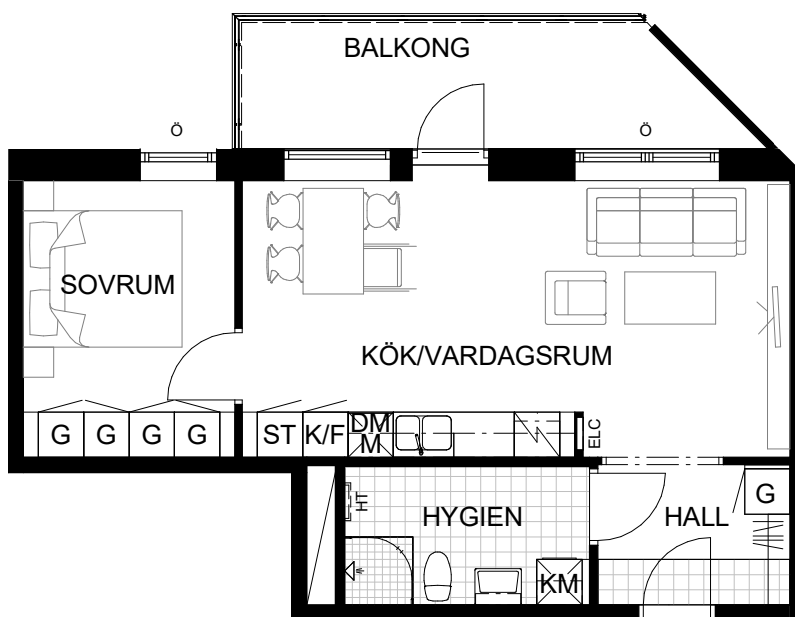 BALKONG
Ö
Ö
SOVRUM
KÖK/VARDAGSRUM
G
G
G
G
ST
K/F
DM
M
ELC
HT
HYGIEN
HALL
G
KM